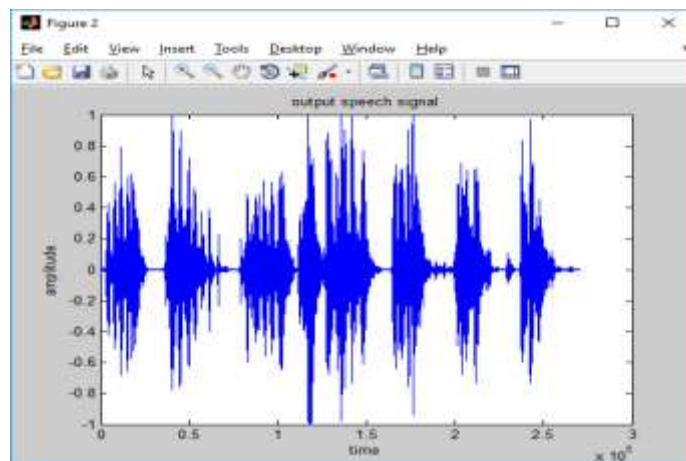 Figure 2
File Edit View Insert Tools Desktop Window Help
output speech signal
1
0.8
0.6
0.4
0.2
0
-0.2
-0.4
-0.6
-0.8
-1
amplitude
0 0.5 1 1.5 2 2.5 3
time